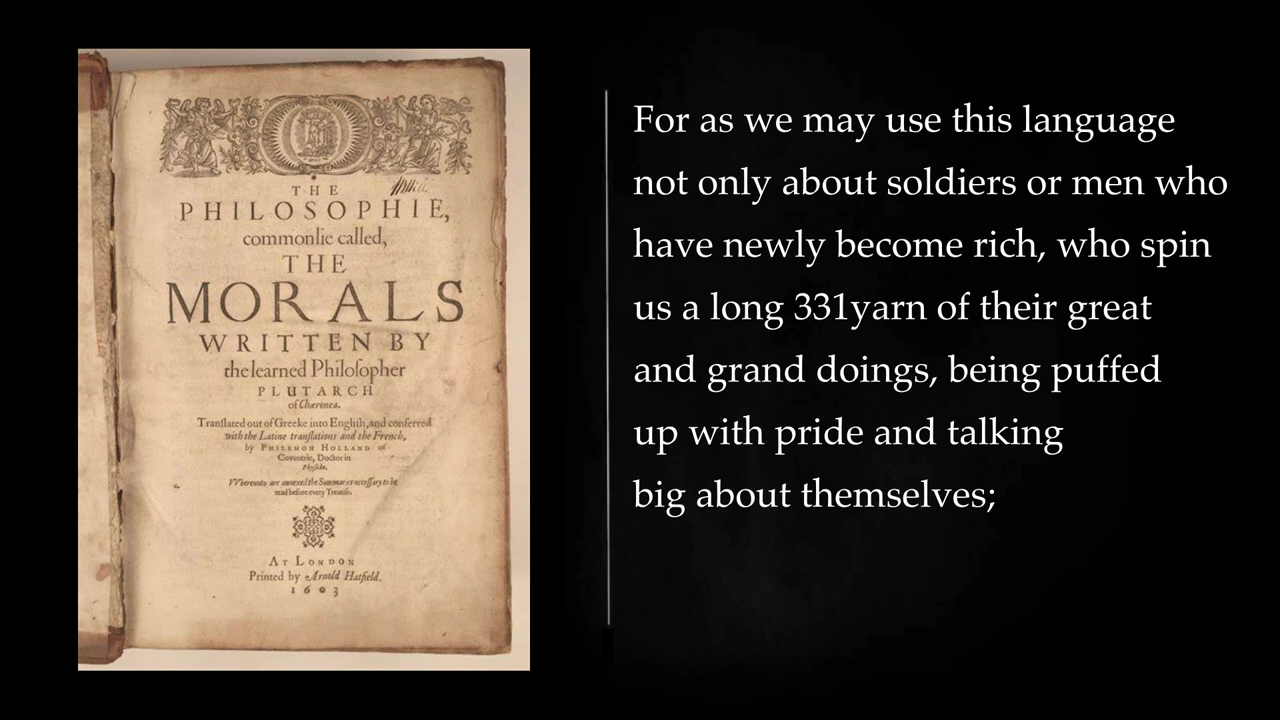 THE
PHILOSOPHIE,
commonlie called,
THE
MORALS
WRITTEN BY
the learned Philoſopher
PLUTARCH
of Chæronea.
Tranſlated out of Greeke into Engliſh, and conferred
with the Latine tranſlations and the French,
by PHILEMON HOLLAND of
Coventrie, Doctor in
Phyſicke.
VVhereunto are annexed the Summaries neceſſary to be
read before every Treatiſe.
AT LONDON
Printed by Arnold Hatfield.
1603
For as we may use this language
not only about soldiers or men who
have newly become rich, who spin
us a long 331yarn of their great
and grand doings, being puffed
up with pride and talking
big about themselves;